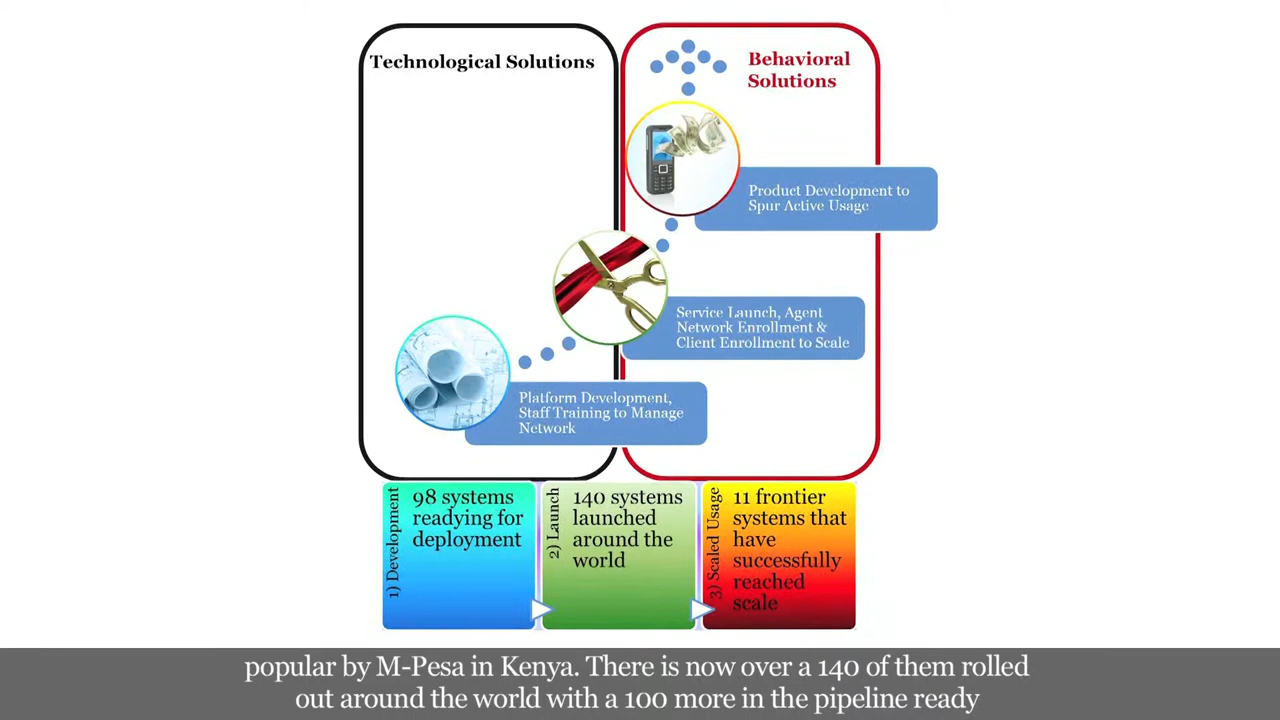 Technological Solutions
Behavioral
Solutions
Product Development to
Spur Active Usage
Service Launch, Agent
Network Enrollment &
Client Enrollment to Scale
Platform Development,
Staff Training to Manage
Network
1) Development
98 systems
readying for
deployment
2) Launch
140 systems
launched
around the
world
3) Scaled Usage
11 frontier
systems that
have
successfully
reached
scale
popular by M-Pesa in Kenya. There is now over a 140 of them rolled
out around the world with a 100 more in the pipeline ready